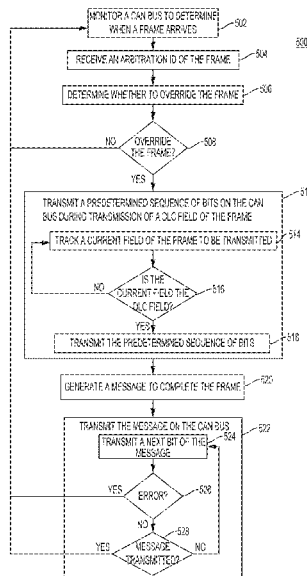 MONITOR A CAN BUS TO DETERMINE
WHEN A FRAME ARRIVES
502
500
RECEIVE AN ARBITRATION ID OF THE FRAME
504
DETERMINE WHETHER TO OVERRIDE THE FRAME
506
OVERRIDE
THE FRAME?
508
NO
YES
TRANSMIT A PREDETERMINED SEQUENCE OF BITS ON THE CAN
BUS DURING TRANSMISSION OF A DLC FIELD OF THE FRAME
TRACK A CURRENT FIELD OF THE FRAME TO BE TRANSMITTED
514
IS THE
CURRENT FIELD THE
DLC FIELD?
516
NO
YES
TRANSMIT THE PREDETERMINED SEQUENCE OF BITS
518
GENERATE A MESSAGE TO COMPLETE THE FRAME
520
TRANSMIT THE MESSAGE ON THE CAN BUS
522
TRANSMIT A NEXT BIT OF THE
MESSAGE
524
YES
ERROR?
526
NO
528
YES
MESSAGE
TRANSMITTED?
NO